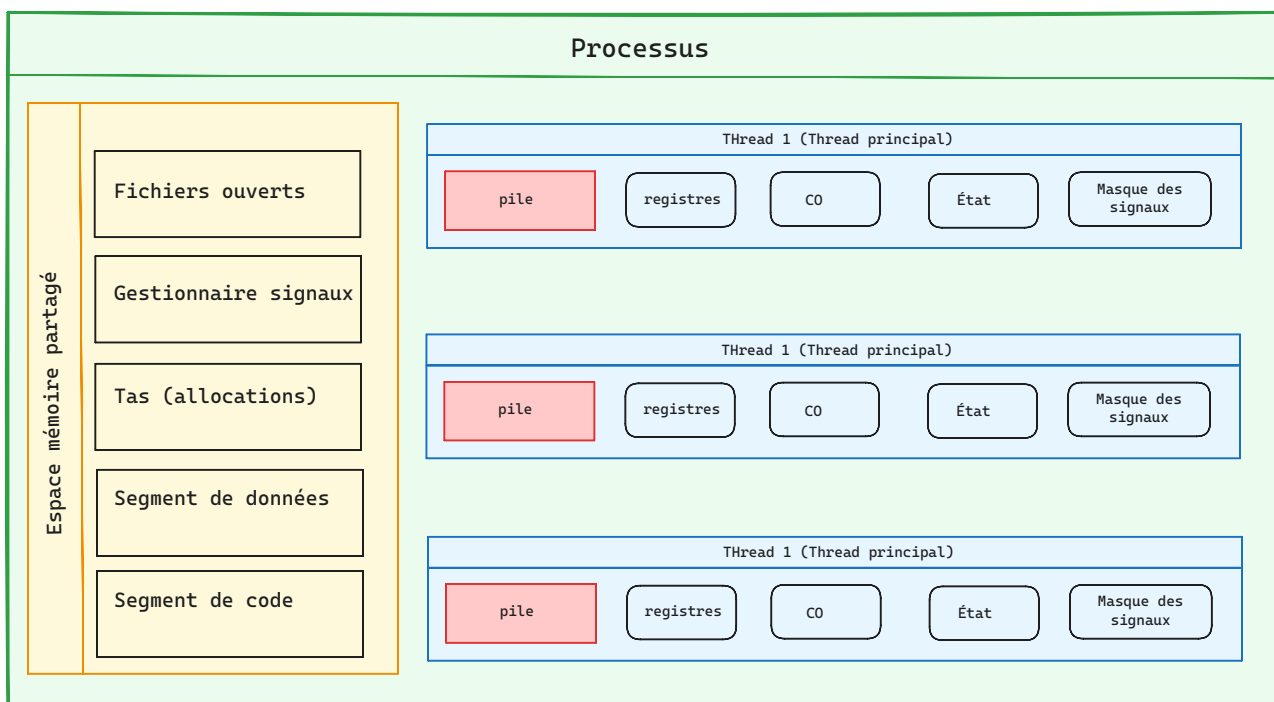 Processus
Espace mémoire partagé
Fichiers ouverts
Gestionnaire signaux
Tas (allocations)
Segment de données
Segment de code
THread 1 (Thread principal)
pile
registres
CO
État
Masque des
signaux
THread 1 (Thread principal)
pile
registres
CO
État
Masque des
signaux
THread 1 (Thread principal)
pile
registres
CO
État
Masque des
signaux